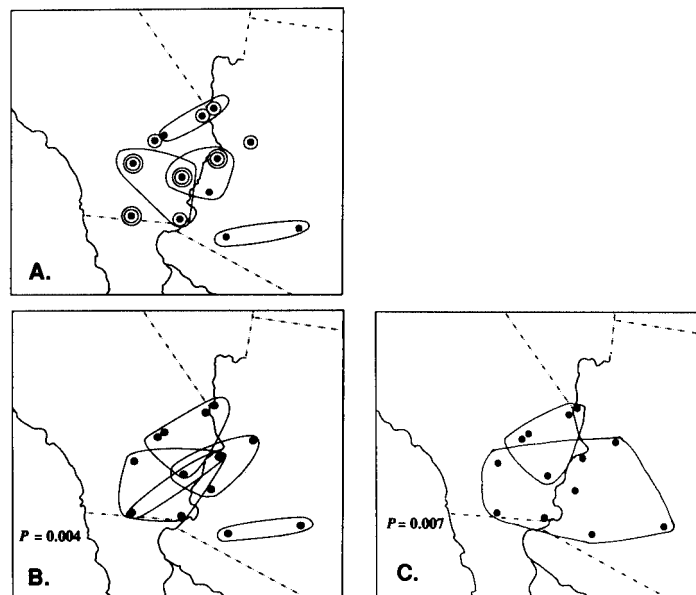 A.
B.
P = 0.004
C.
P = 0.007